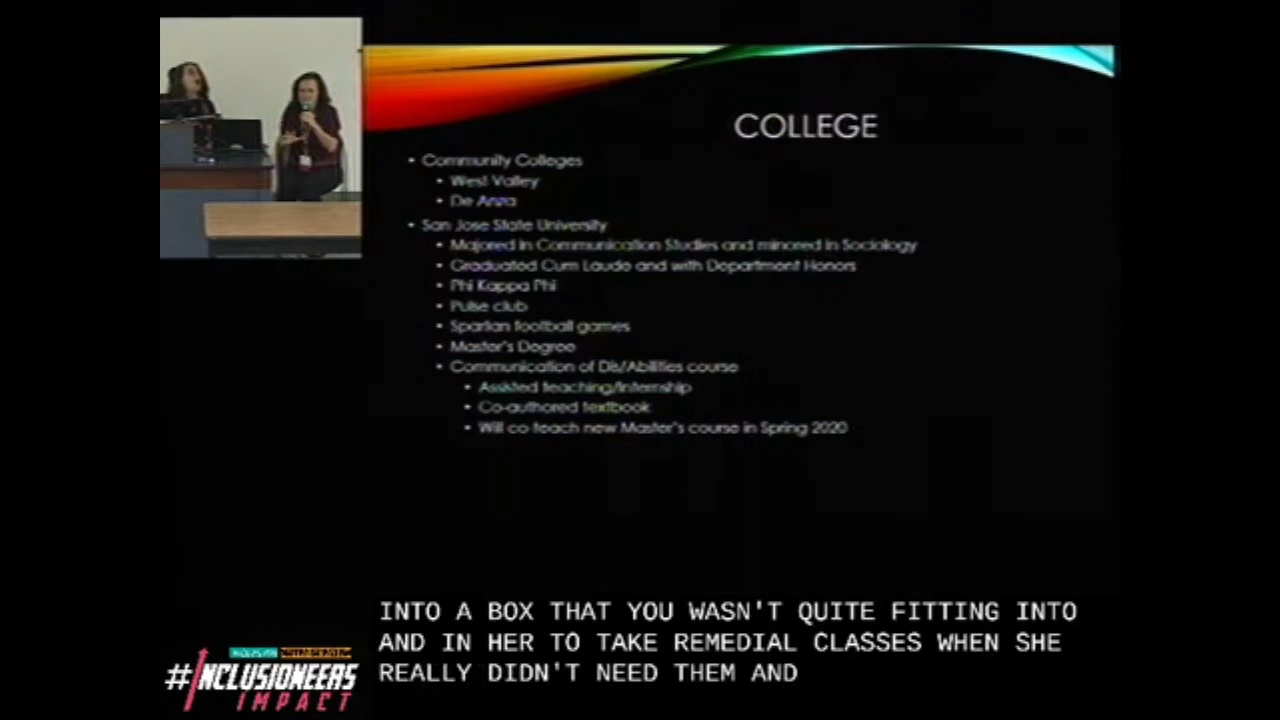 COLLEGE
• Community Colleges
• West Valley
• De Anza
• San Jose State University
• Majored in Communication Studies and minored in Sociology
• Graduated Cum Laude and with Department Honors
• Phi Kappa Phi
• Pulse club
• Spartan football games
• Master's Degree
• Communication of Dis/Abilities course
• Assisted teaching/internship
• Co-authored textbook
• Will co teach new Master's course in Spring 2020
INTO A BOX THAT YOU WASN'T QUITE FITTING INTO
AND IN HER TO TAKE REMEDIAL CLASSES WHEN SHE
REALLY DIDN'T NEED THEM AND
#INCLUSIONEERS
IMPACT